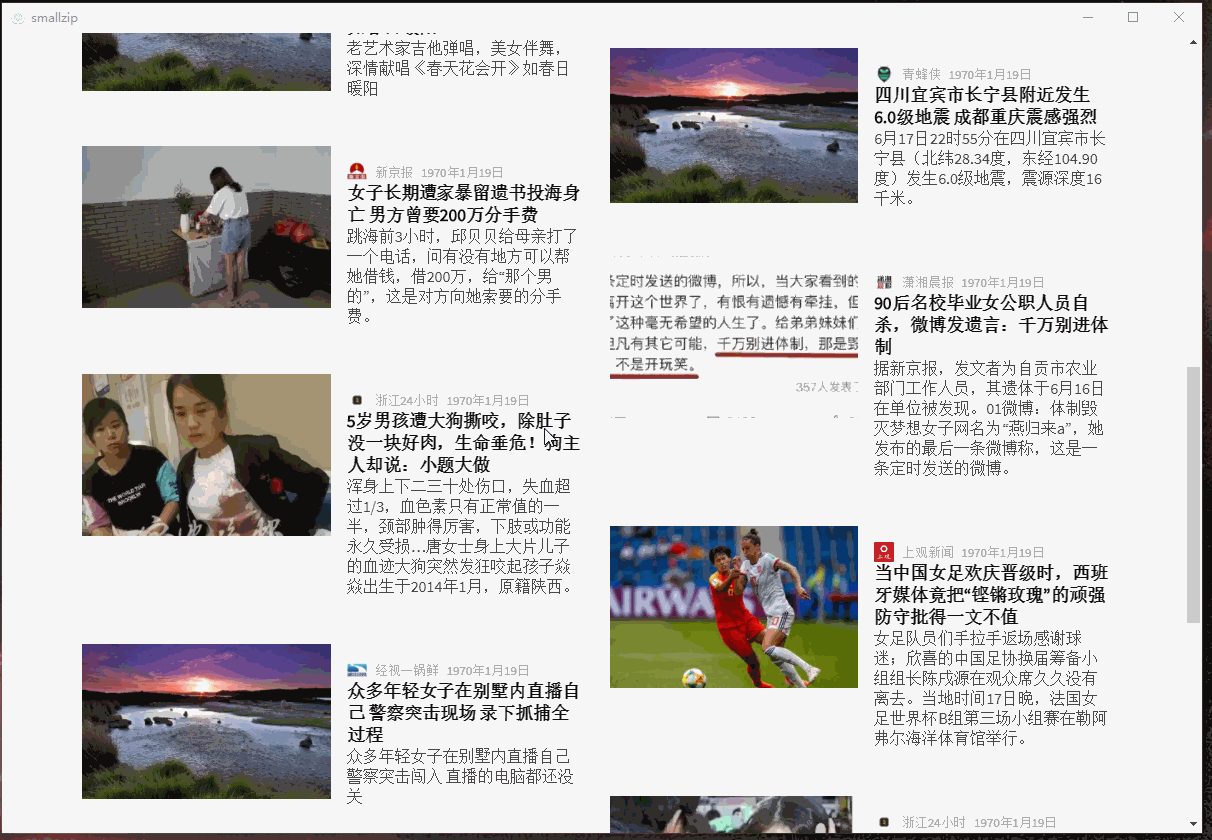 smallzip
老艺术家吉他弹唱，美女伴舞，
深情献唱《春天花会开》如春日
暖阳
新京报 1970年1月19日
女子长期遭家暴留遗书投海身
亡 男方曾要200万分手费
跳海前3小时，邱贝贝给母亲打了
一个电话，问有没有地方可以帮
她借钱，借200万，给“那个男
的”，这是对方向她索要的分手
费。
浙江24小时 1970年1月19日
5岁男孩遭大狗撕咬，除肚子
没一块好肉，生命垂危！狗主
人却说：小题大做
浑身上下二三十处伤口，失血超
过1/3，血色素只有正常值的一
半，颈部肿得厉害，下肢或功能
永久受损…唐女士身上大片儿子
的血迹大狗突然发狂咬起孩子焱
焱出生于2014年1月，原籍陕西。
THE WORLD TOUR
BROOKLYN
经视一锅鲜 1970年1月19日
众多年轻女子在别墅内直播自
己 警察突击现场 录下抓捕全
过程
众多年轻女子在别墅内直播自己
警察突击闯入 直播的电脑都还没
关
青蜂侠 1970年1月19日
四川宜宾市长宁县附近发生
6.0级地震 成都重庆震感强烈
6月17日22时55分在四川宜宾市长
宁县（北纬28.34度，东经104.90
度）发生6.0级地震，震源深度16
千米。
条定时发送的微博，所以，当大家看到的
离开这个世界了，有恨有遗憾有牵挂，但
了这种毫无希望的人生了。给弟弟妹妹们
但凡有其它可能，千万别进体制，那是毁
不是开玩笑。
357人发表了
潇湘晨报 1970年1月19日
90后名校毕业女公职人员自
杀，微博发遗言：千万别进体
制
据新京报，发文者为自贡市农业
部门工作人员，其遗体于6月16日
在单位被发现。01微博：体制毁
灭梦想女子网名为“燕归来a”，她
发布的最后一条微博称，这是一
条定时发送的微博。
AIRWA
上观新闻 1970年1月19日
当中国女足欢庆晋级时，西班
牙媒体竟把“铿锵玫瑰”的顽强
防守批得一文不值
女足队员们手拉手返场感谢球
迷；欣喜的中国足协换届筹备小
组组长陈戌源在观众席久久没有
离去。当地时间17日晚，法国女
足世界杯B组第三场小组赛在勒阿
弗尔海洋体育馆举行。
浙江24小时 1970年1月19日